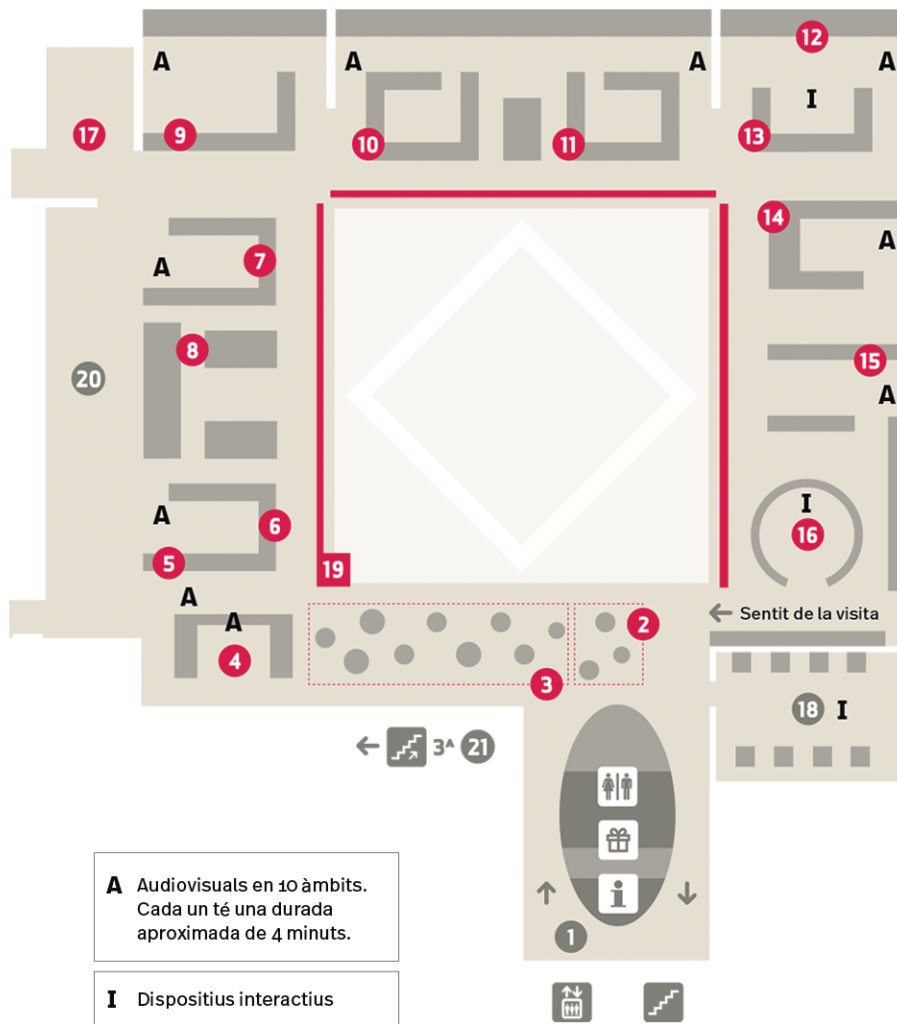 12
A
A
A
A
I
17
9
10
11
13
14
A
7
A
8
15
20
A
A
6
I
16
5
19
A
← Sentit de la visita
A
2
4
3
18 I
← 3ᴬ 21
↑ ↓
1
A Audiovisuals en 10 àmbits.
Cada un té una durada
aproximada de 4 minuts.
I Dispositius interactius